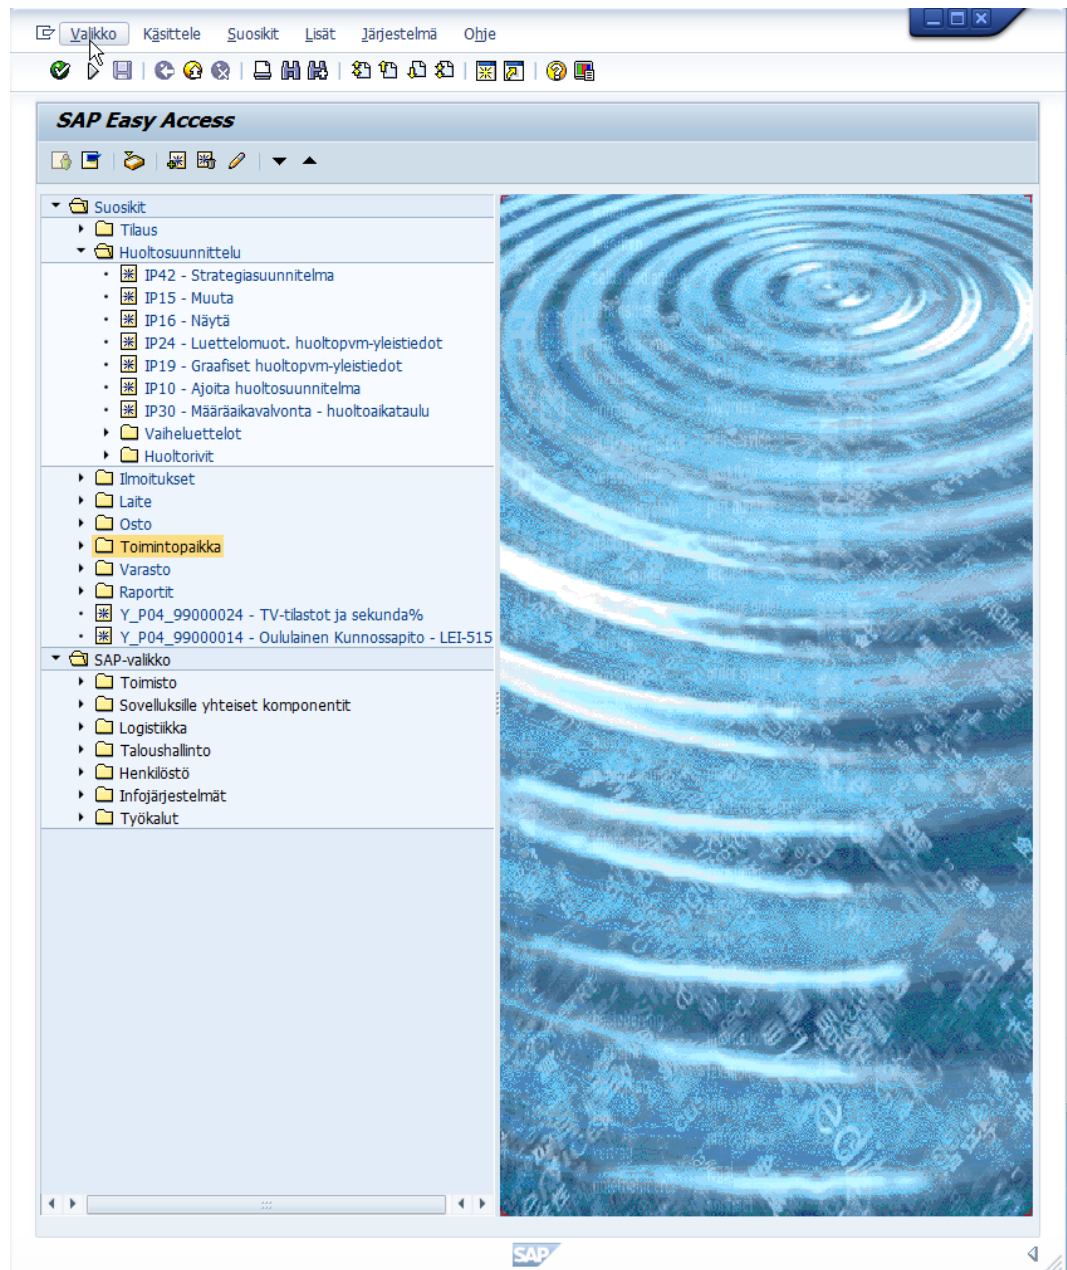 Valikko Käsittele Suosikit Lisät Järjestelmä Ohje
SAP Easy Access
Suosikit
Tilaus
Huoltosuunnittelu
IP42 - Strategiasuunnitelma
IP15 - Muuta
IP16 - Näytä
IP24 - Luettelomuot. huoltopvm-yleistiedot
IP19 - Graafiset huoltopvm-yleistiedot
IP10 - Ajoita huoltosuunnitelma
IP30 - Määräaikavalvonta - huoltoaikataulu
Vaiheluettelot
Huoltorivit
Ilmoitukset
Laite
Osto
Toimintopaikka
Varasto
Raportit
Y_P04_99000024 - TV-tilastot ja sekunda%
Y_P04_99000014 - Oululainen Kunnossapito - LEI-515
SAP-valikko
Toimisto
Sovelluksille yhteiset komponentit
Logistiikka
Taloushallinto
Henkilöstö
Infojärjestelmät
Työkalut
SAP